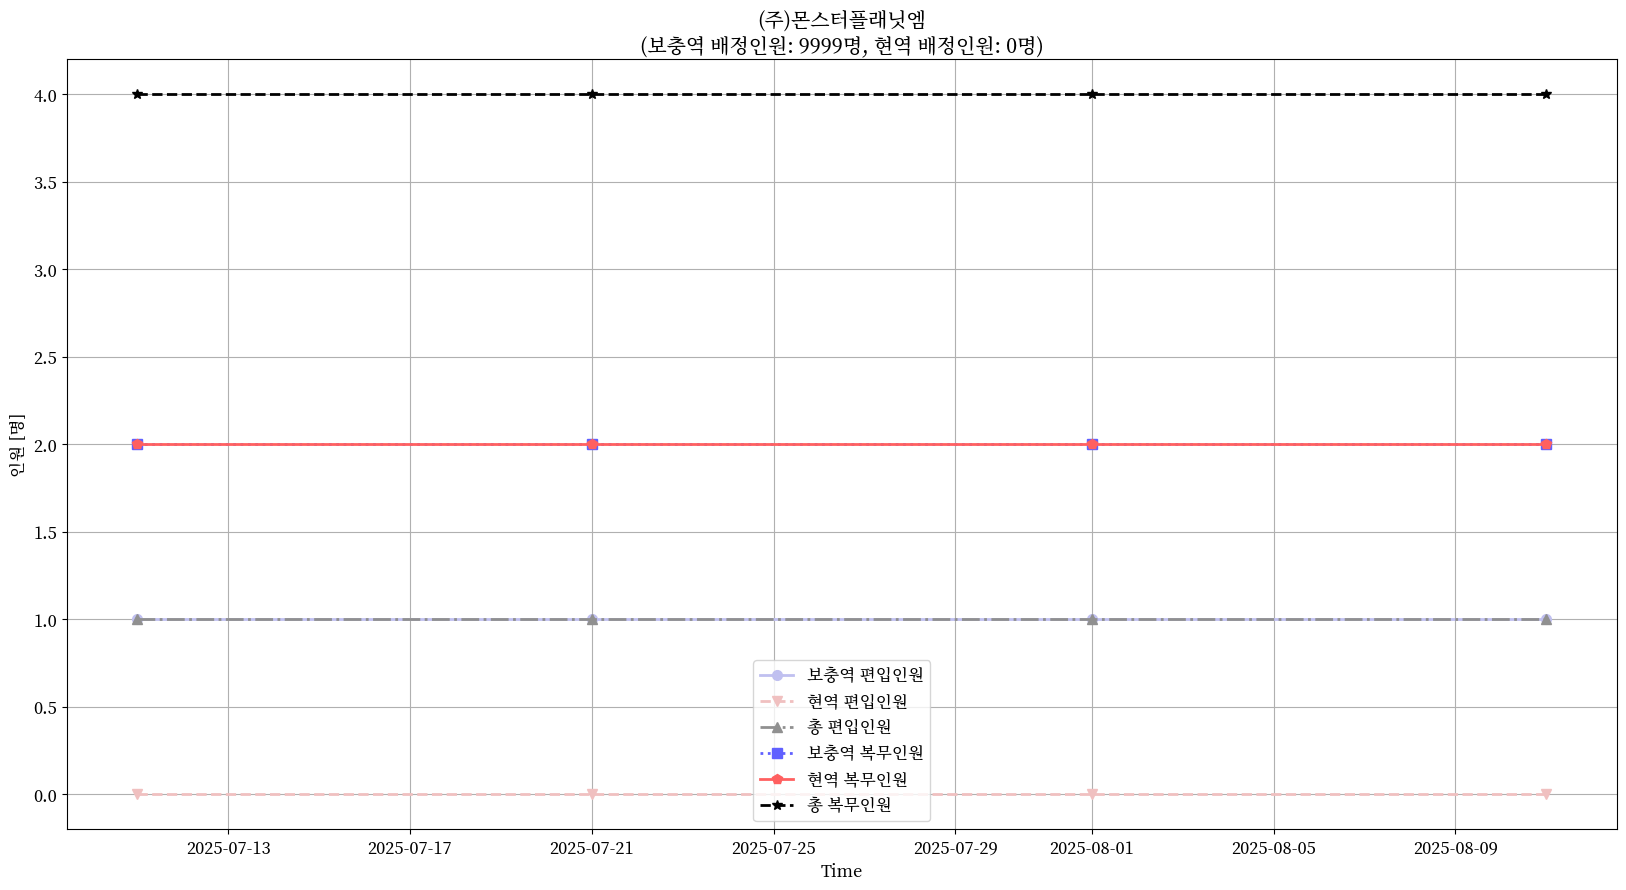 (주)몬스터플래닛엠
(보충역 배정인원: 9999명, 현역 배정인원: 0명)
인원 [명]
4.0
3.5
3.0
2.5
2.0
1.5
1.0
0.5
0.0
보충역 편입인원
현역 편입인원
총 편입인원
보충역 복무인원
현역 복무인원
총 복무인원
2025-07-13
2025-07-17
2025-07-21
2025-07-25
2025-07-29
2025-08-01
2025-08-05
2025-08-09
Time